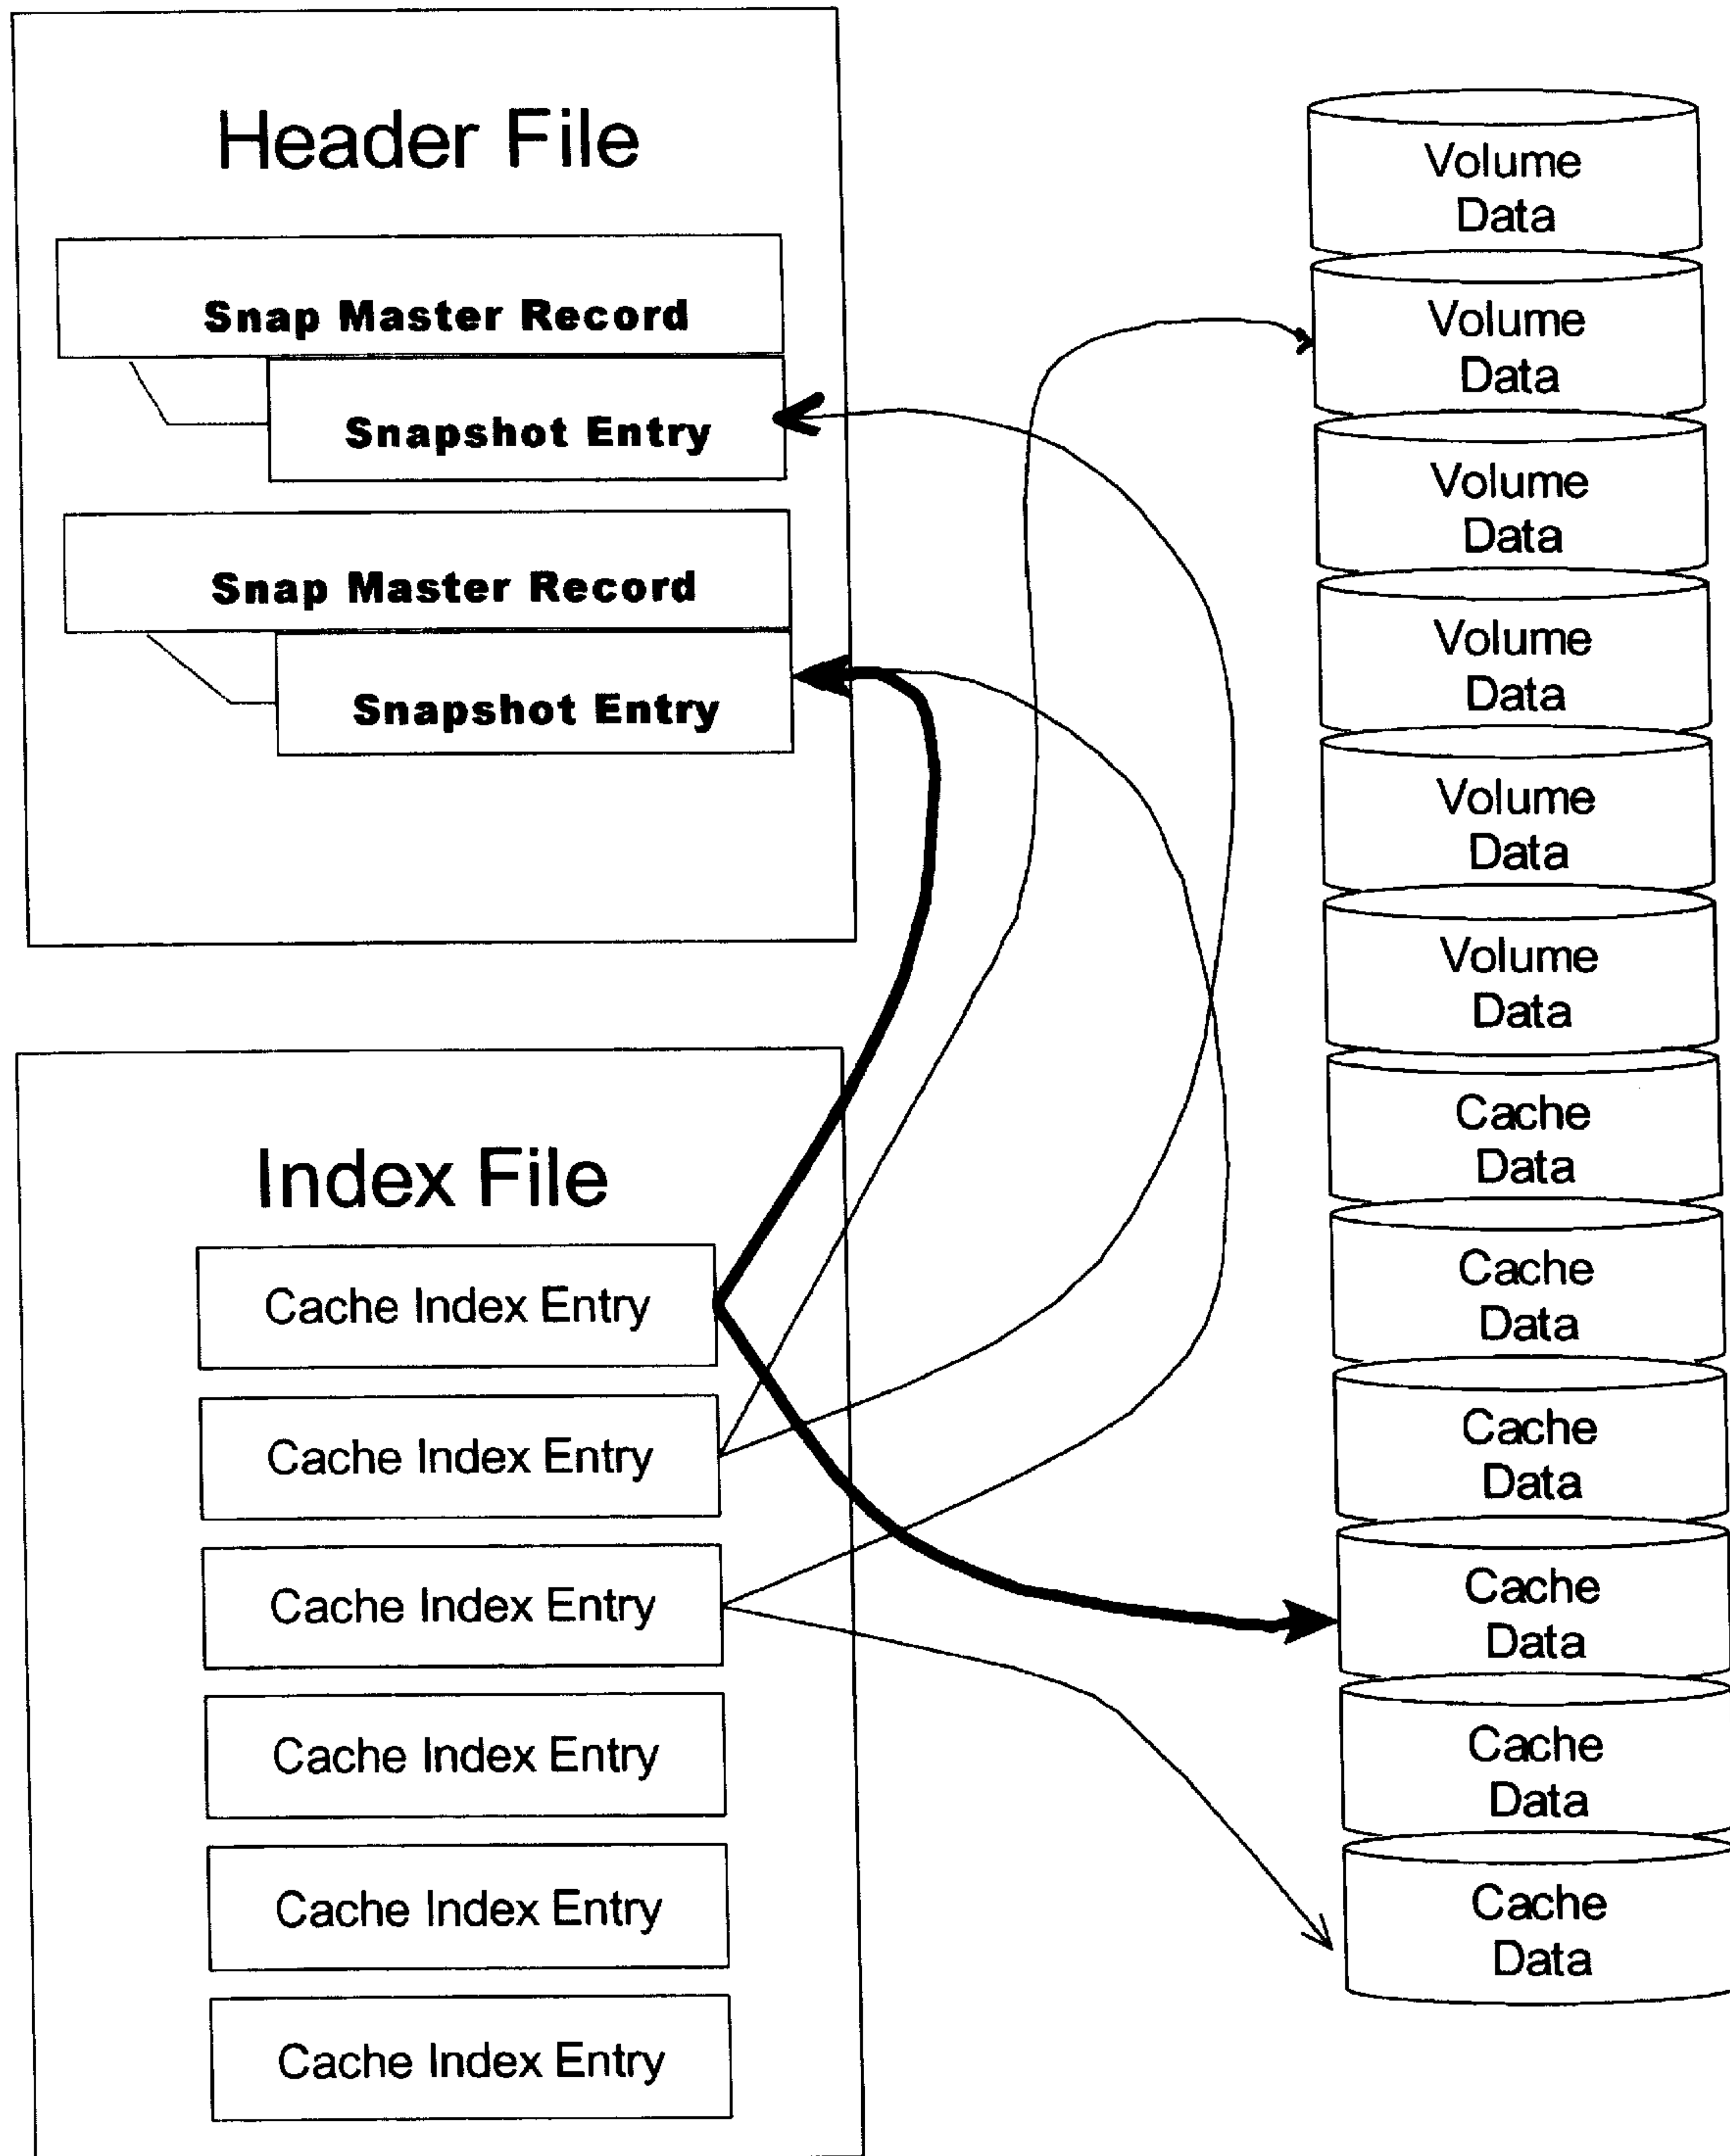 Header File
Snap Master Record
Snapshot Entry
Snap Master Record
Snapshot Entry
Index File
Cache Index Entry
Cache Index Entry
Cache Index Entry
Cache Index Entry
Cache Index Entry
Cache Index Entry
Volume
Data
Volume
Data
Volume
Data
Volume
Data
Volume
Data
Volume
Data
Cache
Data
Cache
Data
Cache
Data
Cache
Data
Cache
Data
Cache
Data